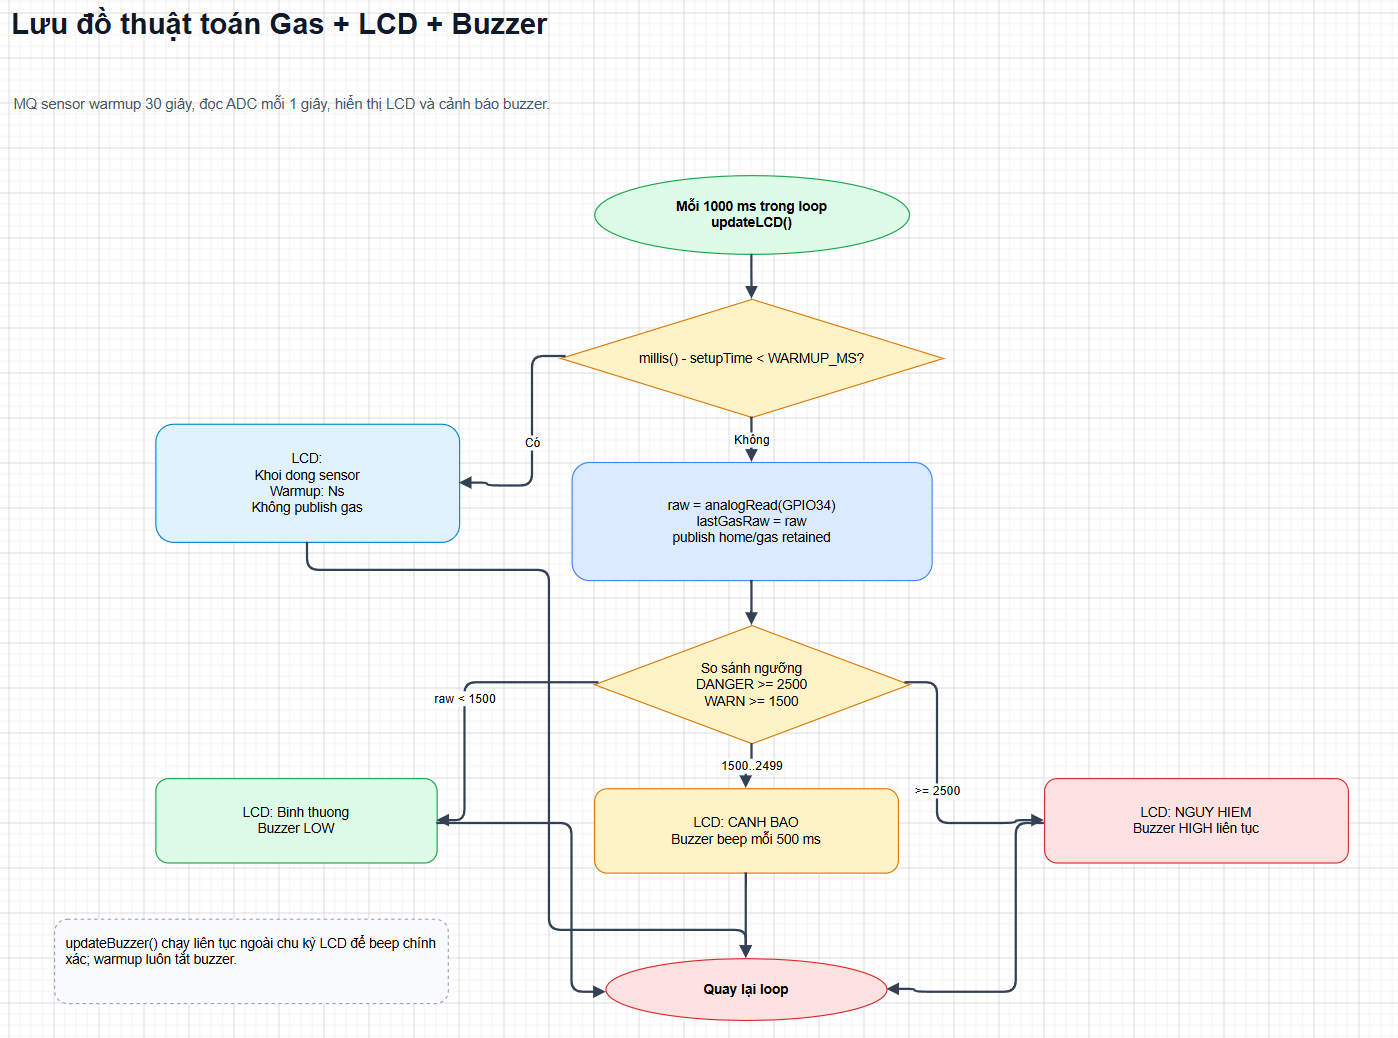 Lưu đồ thuật toán Gas + LCD + Buzzer
MQ sensor warmup 30 giây, đọc ADC mỗi 1 giây, hiển thị LCD và cảnh báo buzzer.
Mỗi 1000 ms trong loop
updateLCD()
millis() - setupTime < WARMUP_MS?
Có
Không
LCD:
Khoi dong sensor
Warmup: Ns
Không publish gas
raw = analogRead(GPIO34)
lastGasRaw = raw
publish home/gas retained
So sánh ngưỡng
DANGER >= 2500
WARN >= 1500
raw < 1500
1500..2499
>= 2500
LCD: Binh thuong
Buzzer LOW
LCD: CANH BAO
Buzzer beep mỗi 500 ms
LCD: NGUY HIEM
Buzzer HIGH liên tục
updateBuzzer() chạy liên tục ngoài chu kỳ LCD để beep chính
xác; warmup luôn tắt buzzer.
Quay lại loop